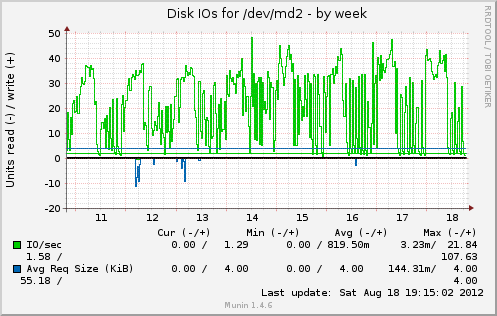 Disk IOs for /dev/md2 - by week
RRDTOOL / TOBI OETIKER
Units read (-) / write (+)
50
40
30
20
10
0
-10
-20
11 12 13 14 15 16 17 18
Cur (-/+) Min (-/+) Avg (-/+) Max (-/+)
IO/sec 0.00 / 1.29 0.00 / 819.50m 3.23m/ 21.84
1.58 / 107.63
Avg Req Size (KiB) 0.00 / 4.00 0.00 / 4.00 144.31m/ 4.00
55.18 / 4.00
Last update: Sat Aug 18 19:15:02 2012
Munin 1.4.6